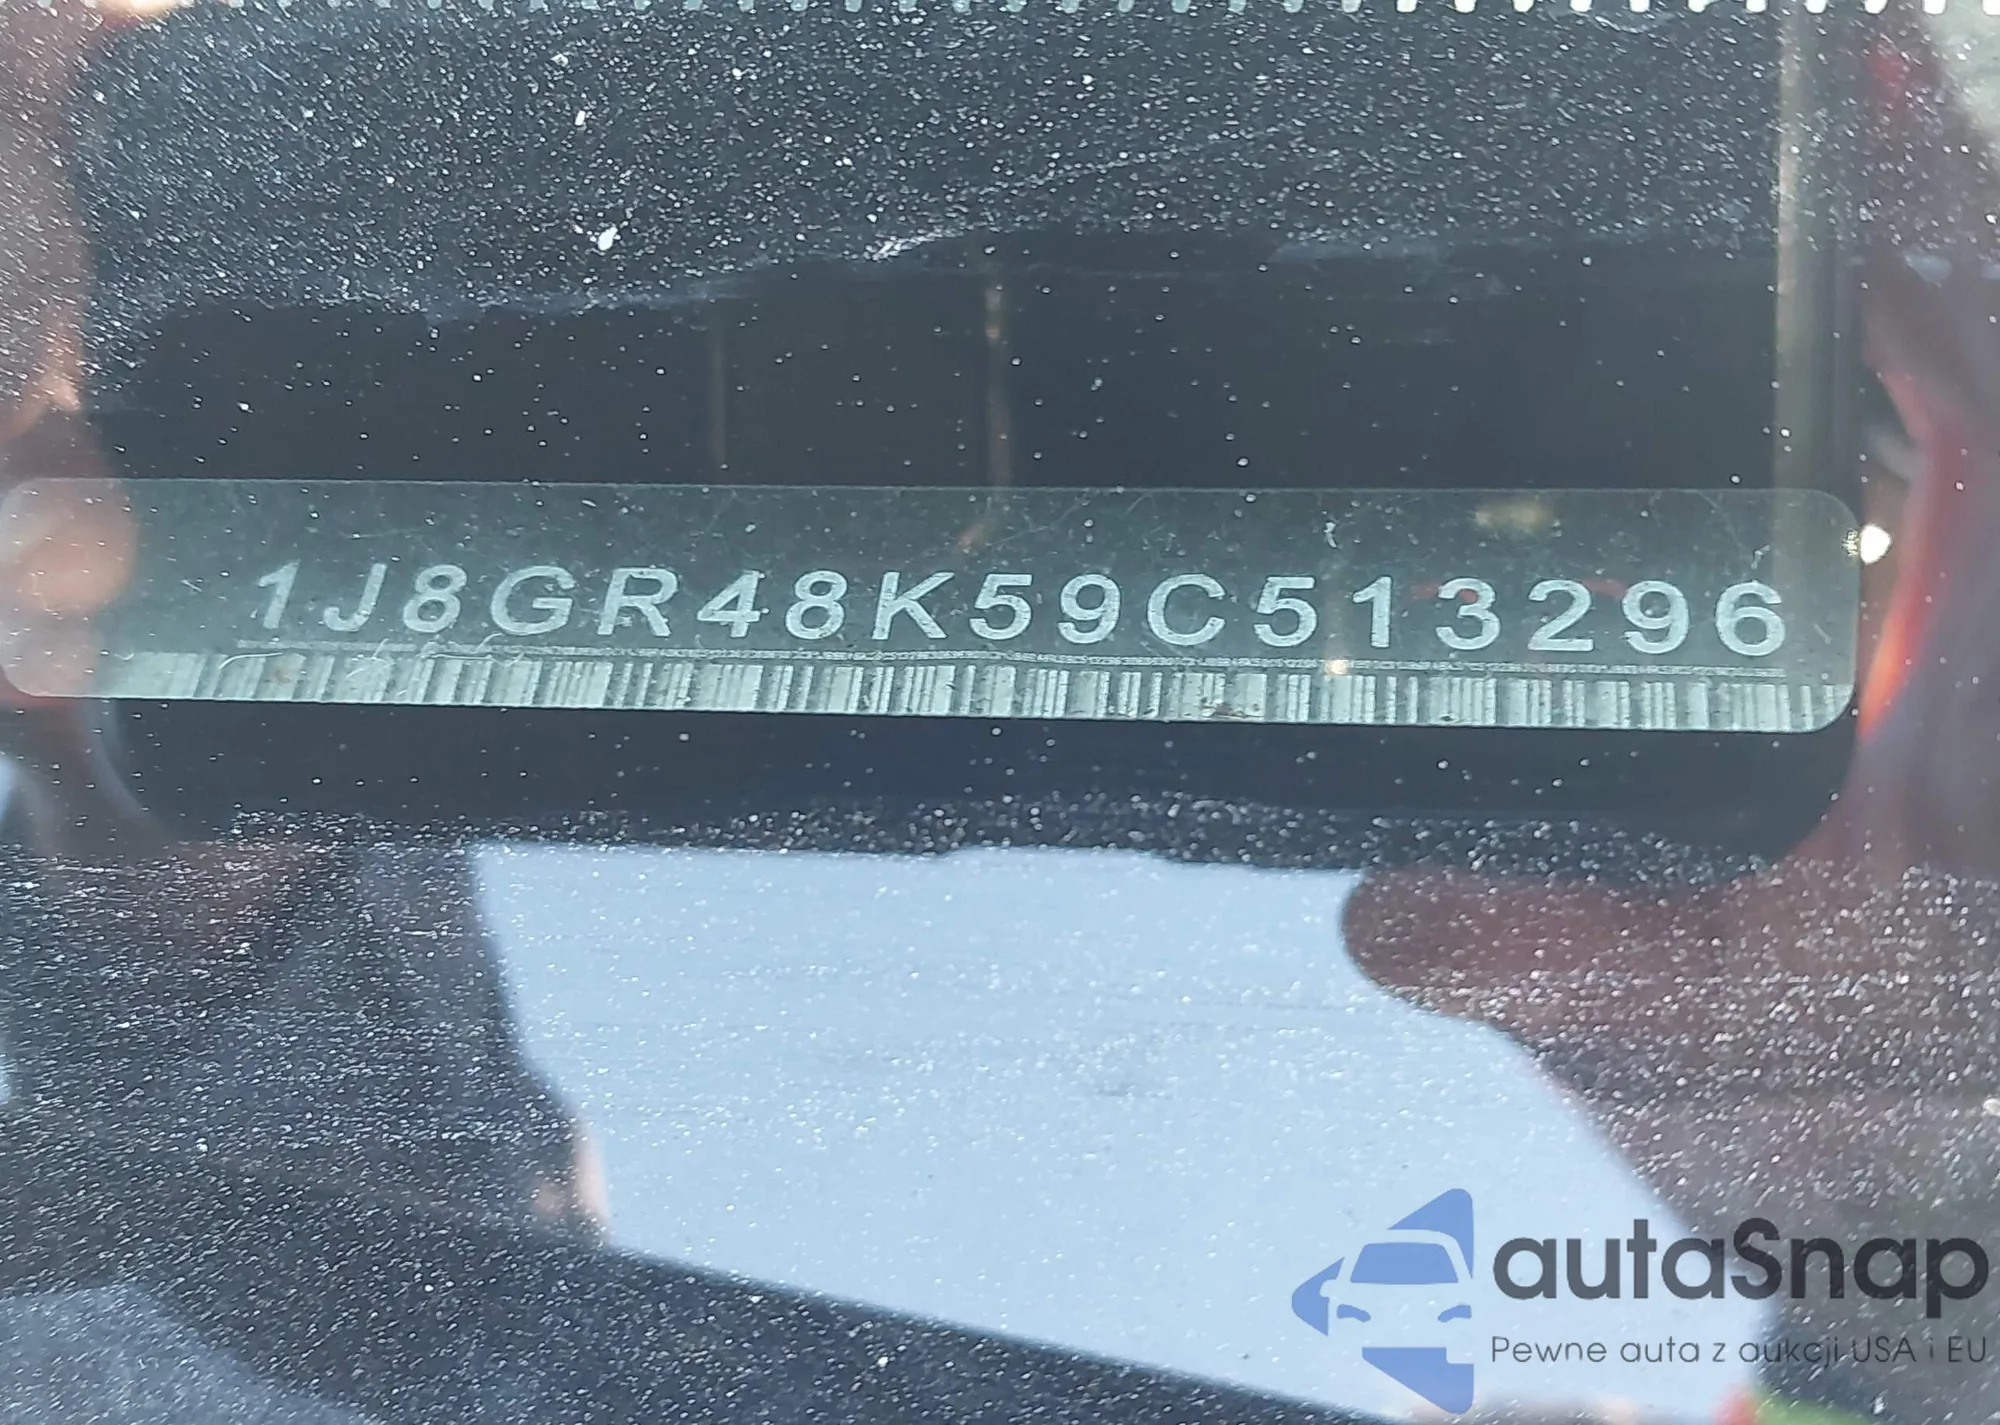 1J8GR48K59C513296
autaSnap
Pewne auta z aukcji USA i EU